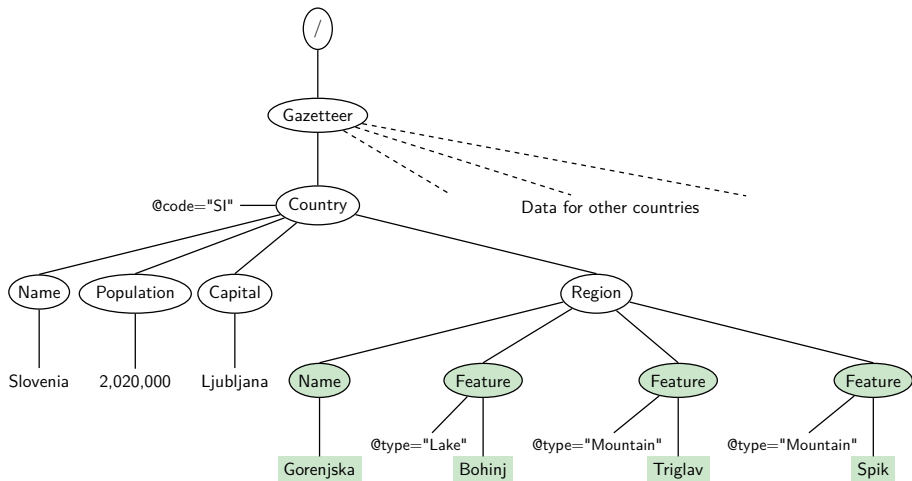 /
Gazetteer
@code="SI"
Country
Data for other countries
Name
Population
Capital
Region
Slovenia
2,020,000
Ljubljana
Name
Feature
Feature
Feature
@type="Lake"
@type="Mountain"
@type="Mountain"
Gorenjska
Bohinj
Triglav
Spik